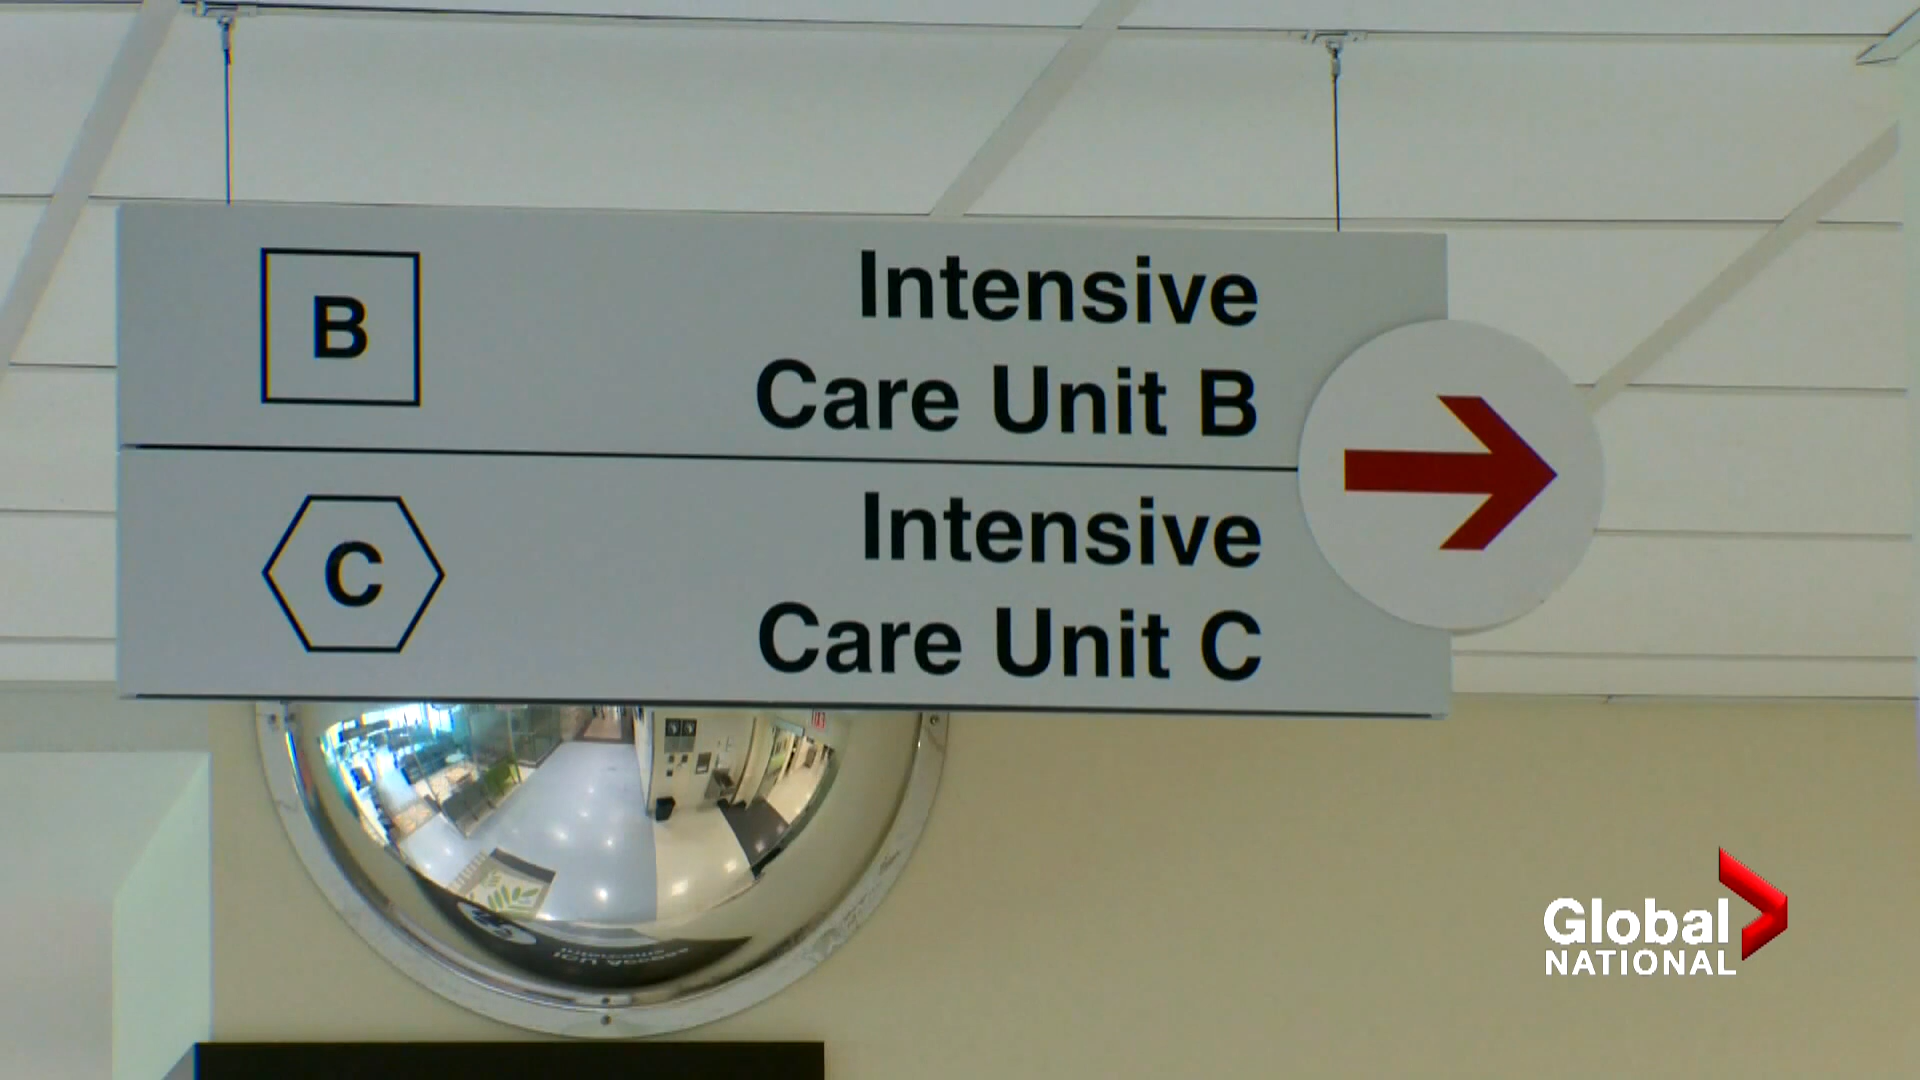 B
Intensive
Care Unit B
C
Intensive
Care Unit C
Global
NATIONAL